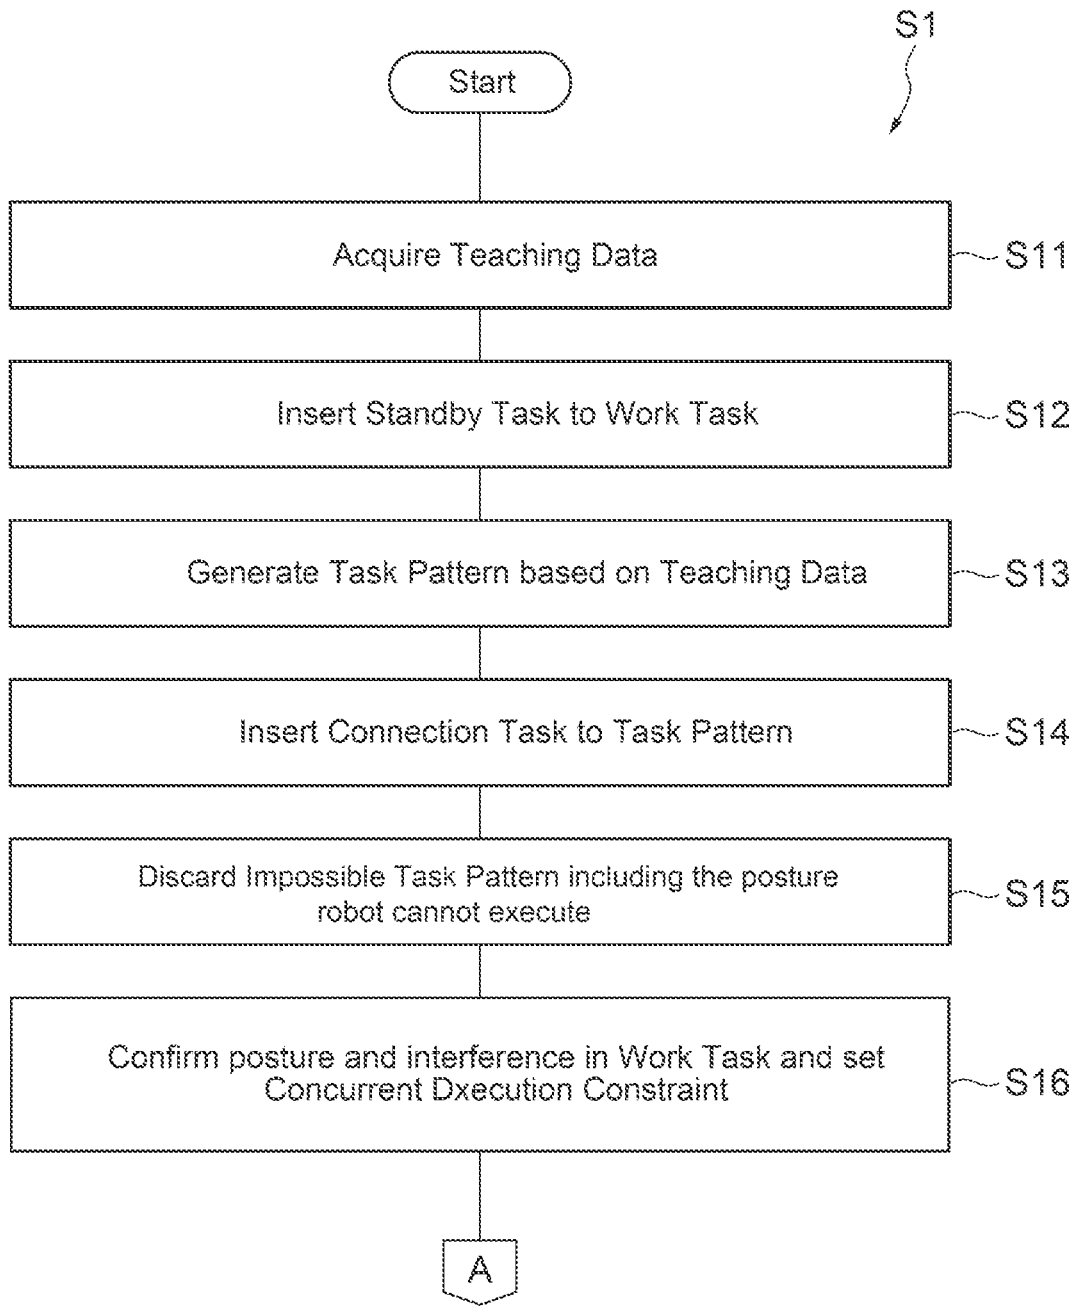 S1
Start
Acquire Teaching Data
S11
Insert Standby Task to Work Task
S12
Generate Task Pattern based on Teaching Data
S13
Insert Connection Task to Task Pattern
S14
Discard Impossible Task Pattern including the posture
robot cannot execute
S15
Confirm posture and interference in Work Task and set
Concurrent Dxecution Constraint
S16
A